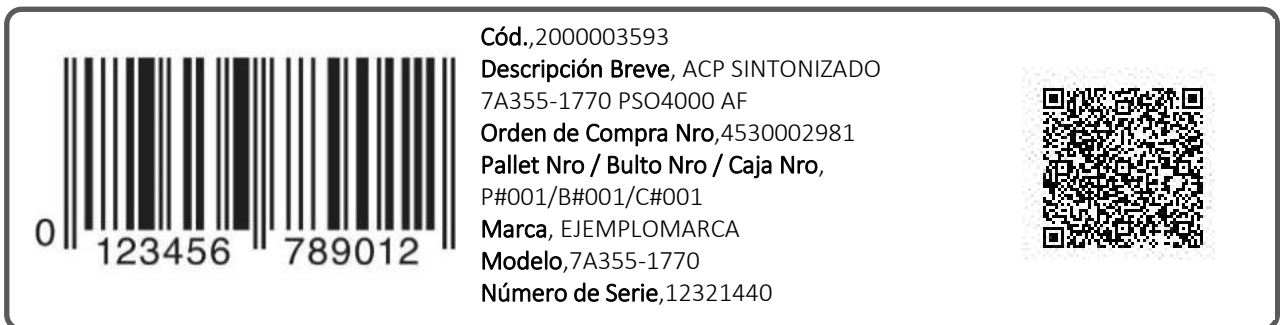 0 123456 789012
Cód.,2000003593
Descripción Breve, ACP SINTONIZADO
7A355-1770 PSO4000 AF
Orden de Compra Nro,4530002981
Pallet Nro / Bulto Nro / Caja Nro,
P#001/B#001/C#001
Marca, EJEMPLOMARCA
Modelo,7A355-1770
Número de Serie,12321440